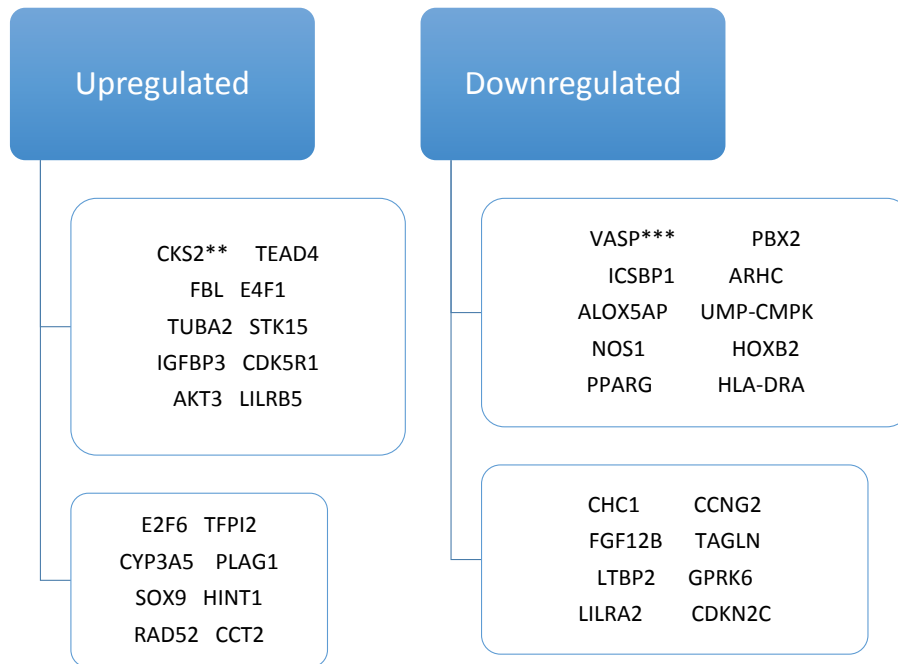 Upregulated
CKS2** TEAD4
FBL E4F1
TUBA2 STK15
IGFBP3 CDK5R1
AKT3 LILRB5
E2F6 TFPI2
CYP3A5 PLAG1
SOX9 HINT1
RAD52 CCT2
Downregulated
VASP*** PBX2
ICSBP1 ARHC
ALOX5AP UMP-CMPK
NOS1 HOXB2
PPARG HLA-DRA
CHC1 CCNG2
FGF12B TAGLN
LTBP2 GPRK6
LILRA2 CDKN2C